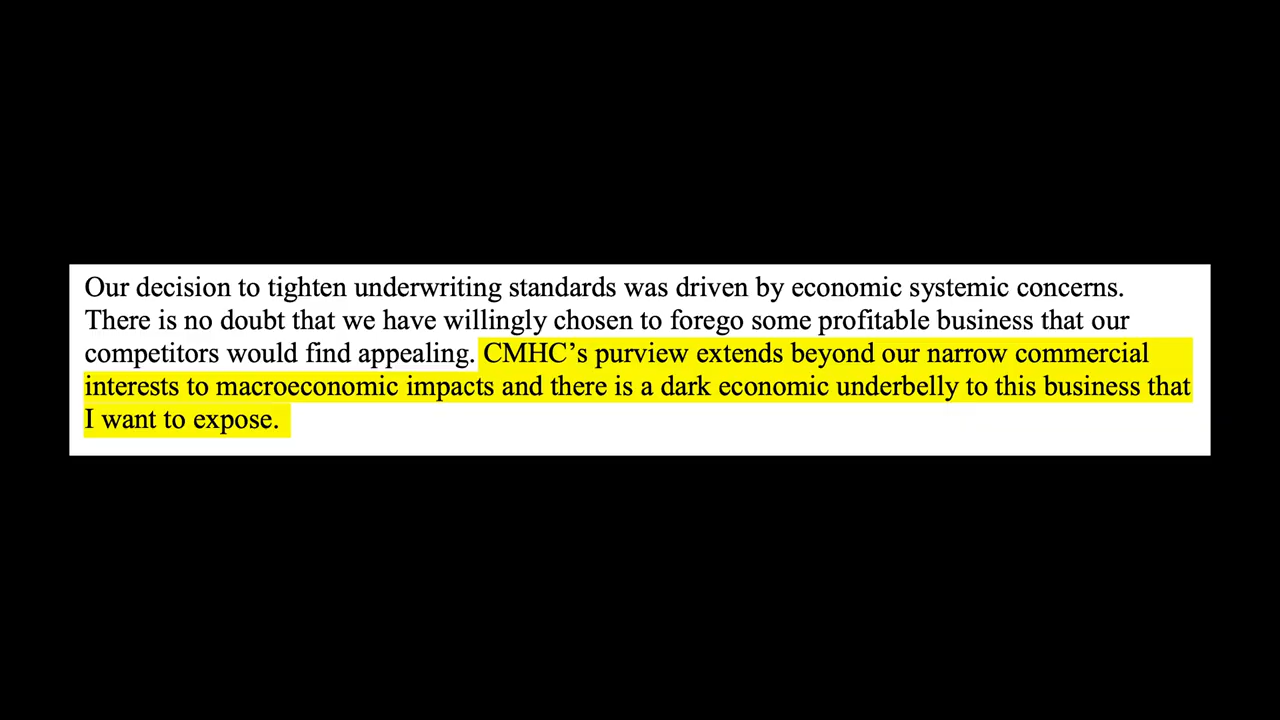 Our decision to tighten underwriting standards was driven by economic systemic concerns.
There is no doubt that we have willingly chosen to forego some profitable business that our
competitors would find appealing. CMHC’s purview extends beyond our narrow commercial
interests to macroeconomic impacts and there is a dark economic underbelly to this business that
I want to expose.